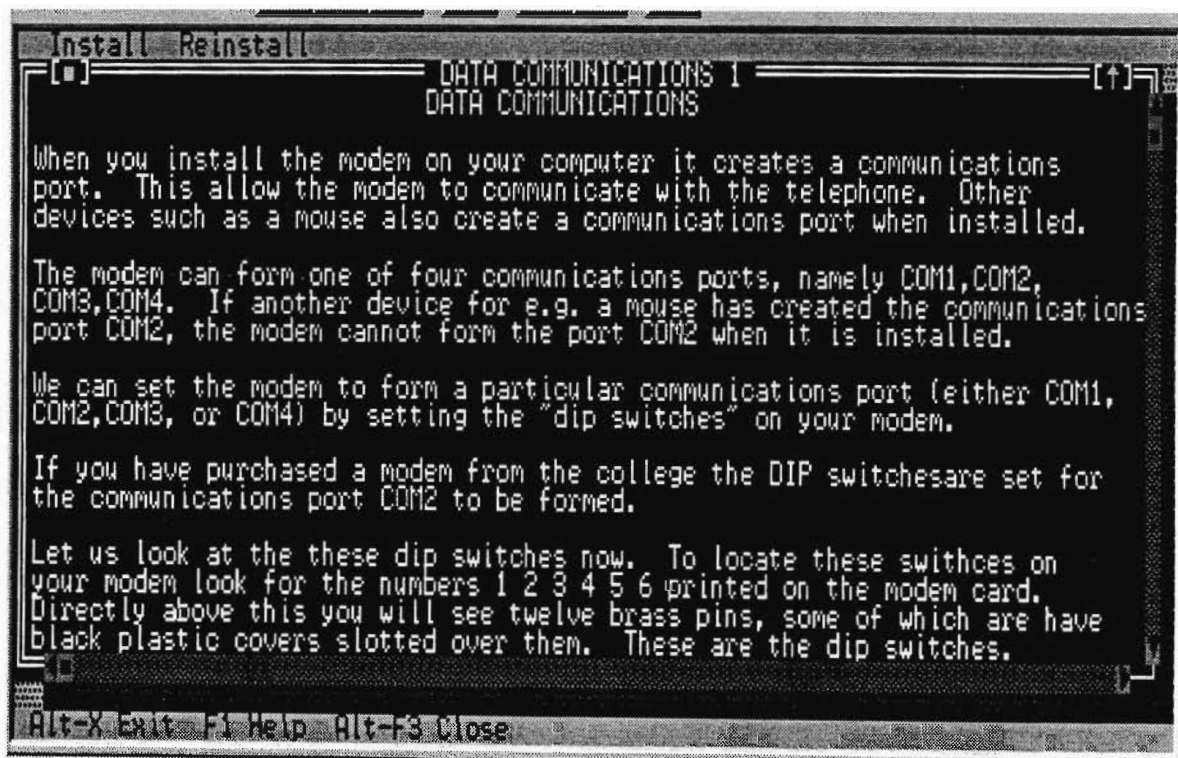 Install Reinstall
DATA COMMUNICATIONS 1
DATA COMMUNICATIONS
When you install the modem on your computer it creates a communications
port. This allow the modem to communicate with the telephone. Other
devices such as a mouse also create a communications port when installed.
The modem can form one of four communications ports, namely COM1,COM2,
COM3,COM4. If another device for e.g. a mouse has created the communications
port COM2, the modem cannot form the port COM2 when it is installed.
We can set the modem to form a particular communications port (either COM1,
COM2,COM3, or COM4) by setting the "dip switches" on your modem.
If you have purchased a modem from the college the DIP switchesare set for
the communications port COM2 to be formed.
Let us look at the these dip switches now. To locate these swithces on
your modem look for the numbers 1 2 3 4 5 6 printed on the modem card.
Directly above this you will see twelve brass pins, some of which are have
black plastic covers slotted over them. These are the dip switches.
Alt-X Exit F1 Help Alt-F3 Close